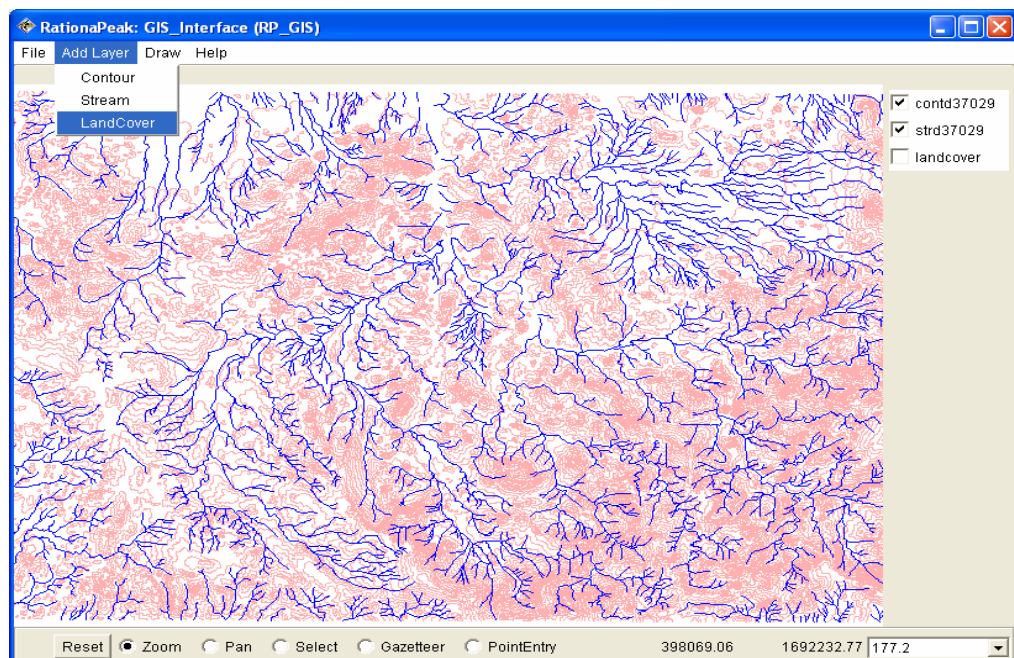 RationaPeak: GIS_Interface (RP_GIS)
File Add Layer Draw Help
Contour
Stream
LandCover
contd37029
strd37029
landcover
Reset Zoom Pan Select Gazetteer PointEntry 398069.06 1692232.77 177.2